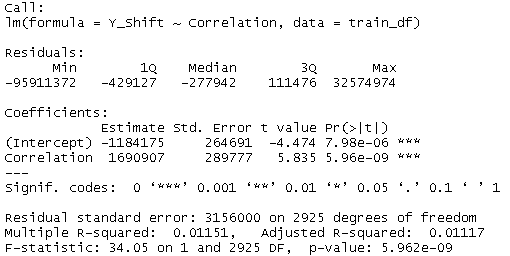 Call:
lm(formula = Y_Shift ~ Correlation, data = train_df)
Residuals:
Min 1Q Median 3Q Max
-95911372 -429127 -277942 111476 32574974
Coefficients:
Estimate Std. Error t value Pr(>|t|)
(Intercept) -1184175 264691 -4.474 7.98e-06 ***
Correlation 1690907 289777 5.835 5.96e-09 ***
---
Signif. codes: 0 ‘***’ 0.001 ‘**’ 0.01 ‘*’ 0.05 ‘.’ 0.1 ‘ ’ 1
Residual standard error: 3156000 on 2925 degrees of freedom
Multiple R-squared: 0.01151, Adjusted R-squared: 0.01117
F-statistic: 34.05 on 1 and 2925 DF, p-value: 5.962e-09